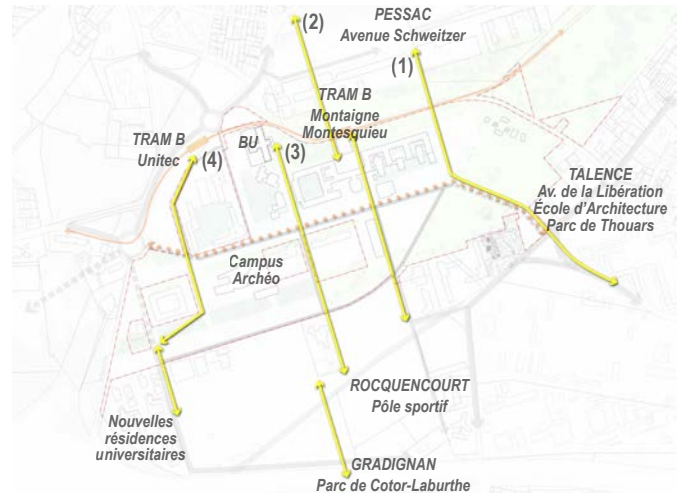 PESSAC
Avenue Schweitzer
(2)
(1)
TRAM B
Montaigne
Montesquieu
TRAM B
Unitec
(4)
BU
(3)
TALENCE
Av. de la Libération
École d'Architecture
Parc de Thouars
Campus
Archéo
ROCQUENCOURT
Pôle sportif
Nouvelles
résidences
universitaires
GRADIGNAN
Parc de Cotor-Laburthe